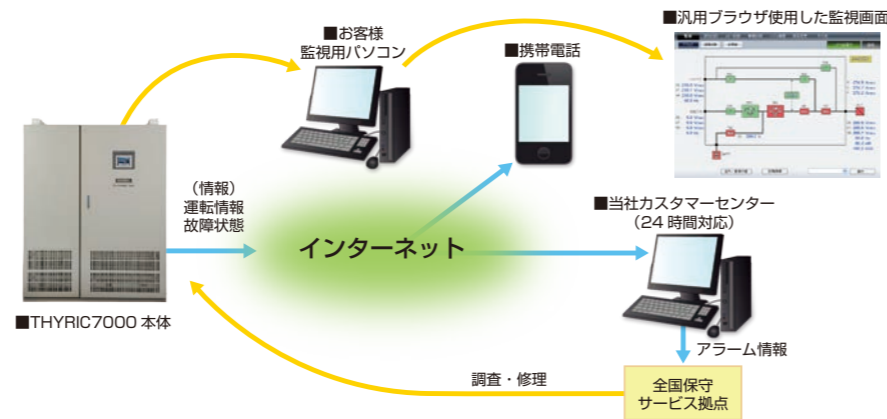 ■汎用ブラウザ使用した監視画面
■お客様
監視用パソコン
■携帯電話
(情報)
運転情報
故障状態
■当社カスタマーセンター
(24時間対応)
インターネット
■THYRIC7000 本体
アラーム情報
調査・修理
全国保守
サービス拠点